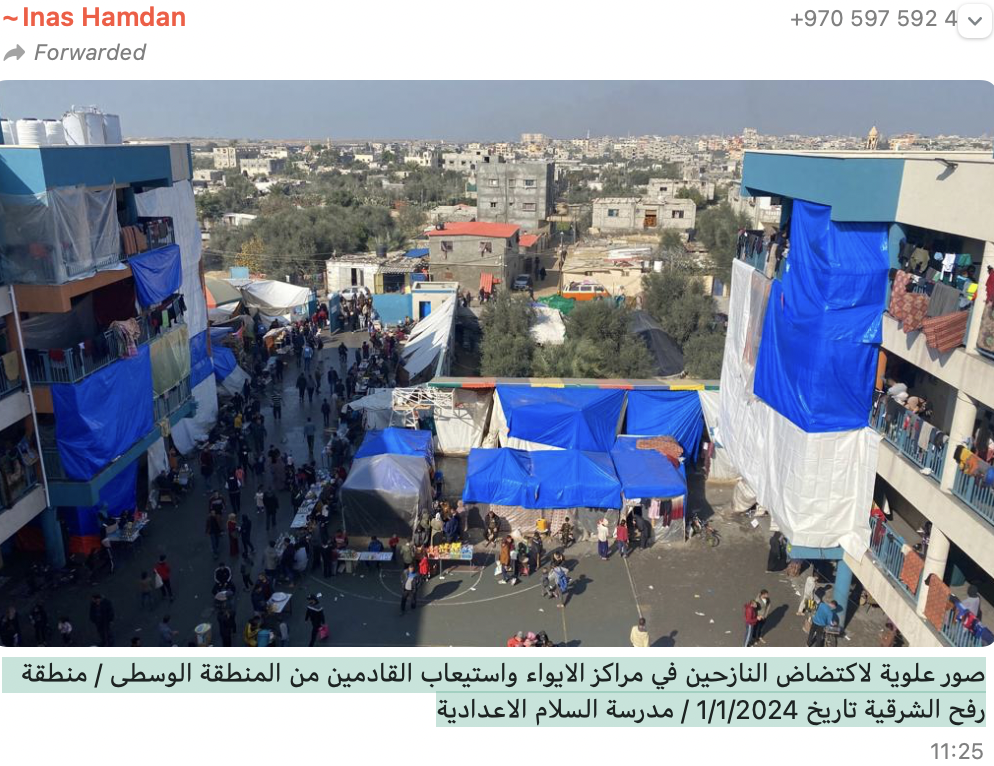 ~Inas Hamdan
+970 597 592 4
Forwarded
صور علوية لاكتضاض النازحين في مراكز الايواء واستيعاب القادمين من المنطقة الوسطى / منطقة
رفح الشرقية تاريخ 1/1/2024 / مدرسة السلام الاعدادية
11:25